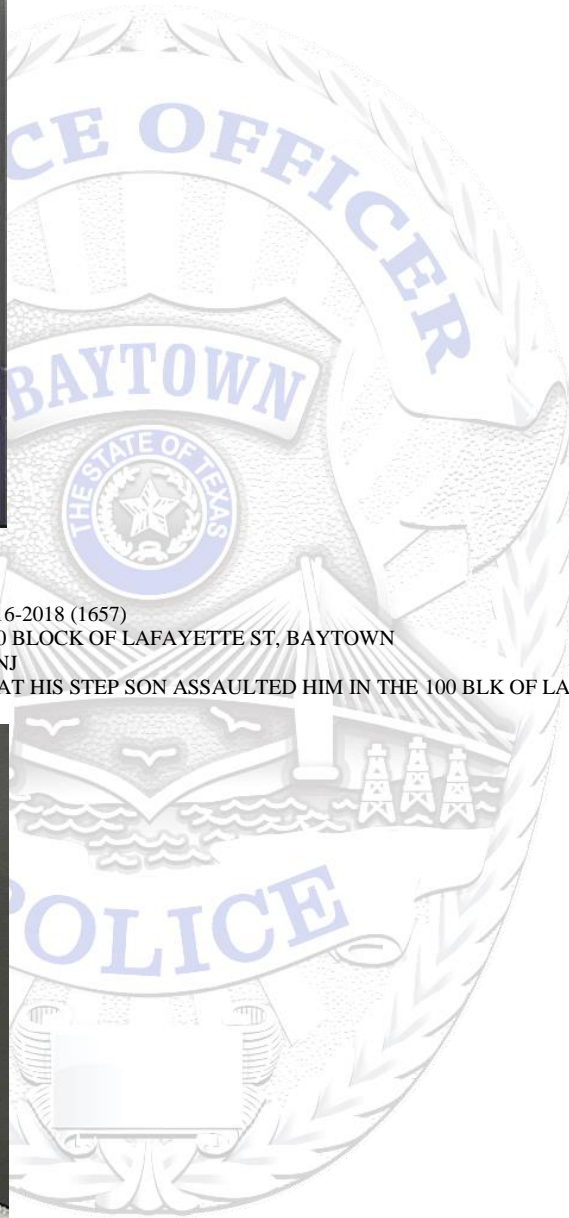 CE OFFICER
BAYTOWN
THE STATE OF TEXAS
16-2018 (1657)
0 BLOCK OF LAFAYETTE ST, BAYTOWN
NJ
AT HIS STEP SON ASSAULTED HIM IN THE 100 BLK OF LA
POLICE